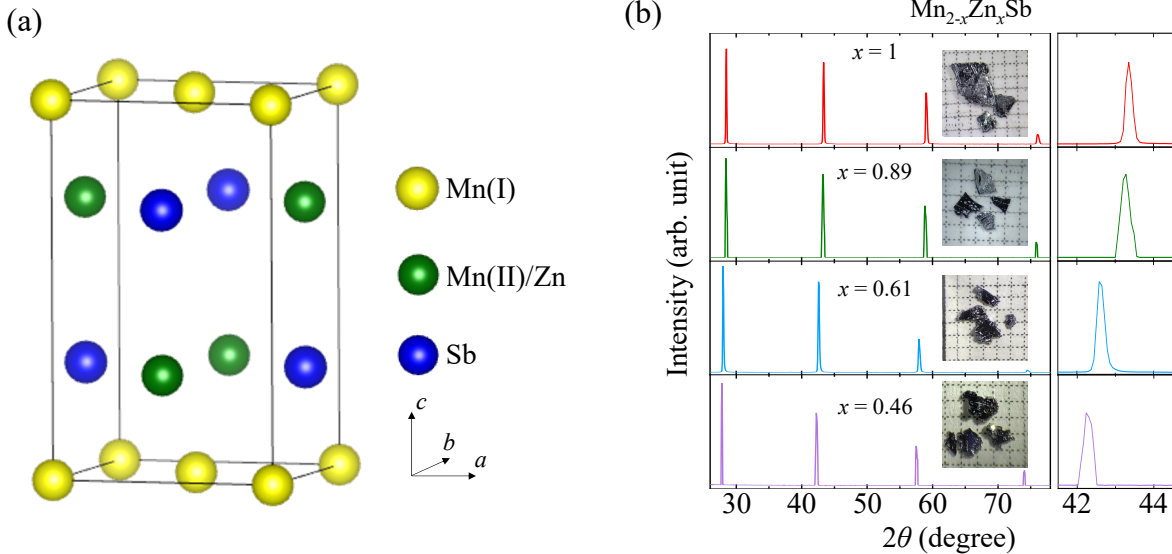 (a)
Mn(I)
Mn(II)/Zn
Sb
c
b
a
(b)
Mn2-xZnxSb
x = 1
x = 0.89
x = 0.61
x = 0.46
Intensity (arb. unit)
30 40 50 60 70 42 44
2θ (degree)